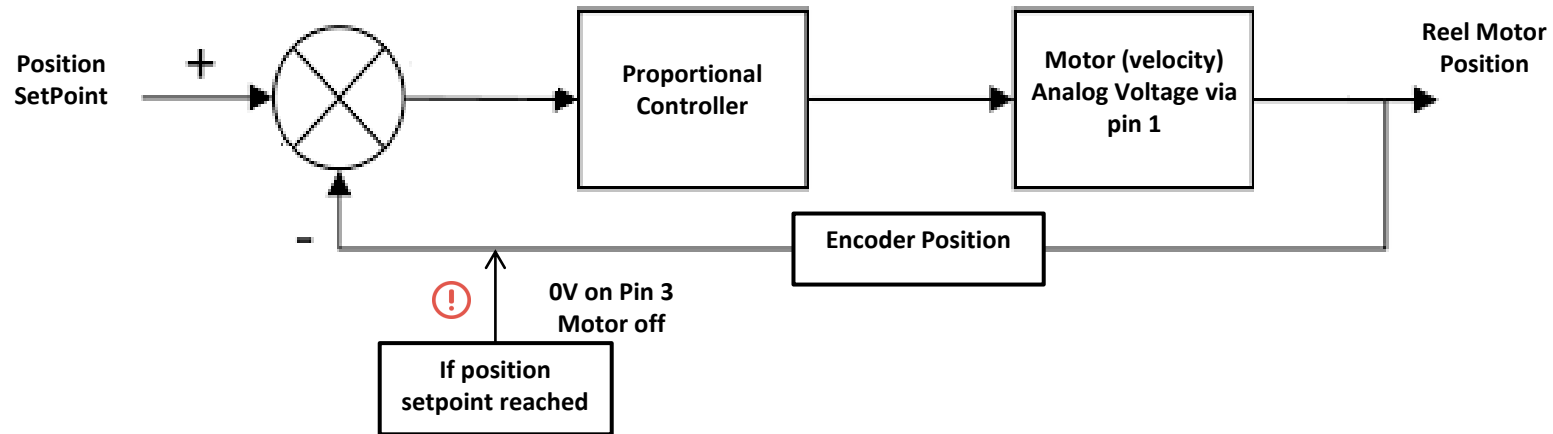 Position
SetPoint
+
Proportional
Controller
Motor (velocity)
Analog Voltage via
pin 1
Reel Motor
Position
-
Encoder Position
!
0V on Pin 3
Motor off
If position
setpoint reached